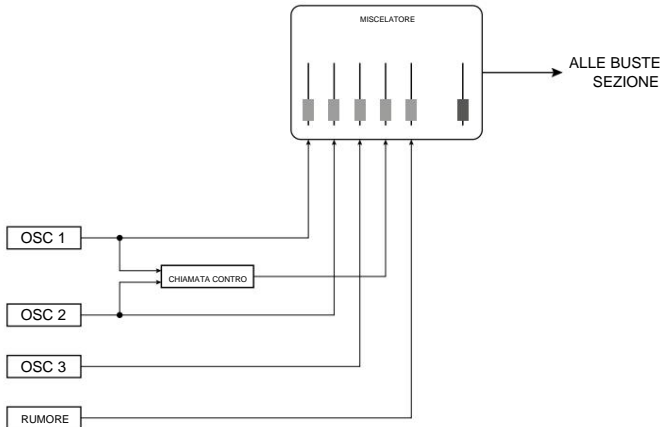 MISCELATORE
ALLE BUSTE
SEZIONE
OSC 1
CHIAMATA CONTRO
OSC 2
OSC 3
RUMORE